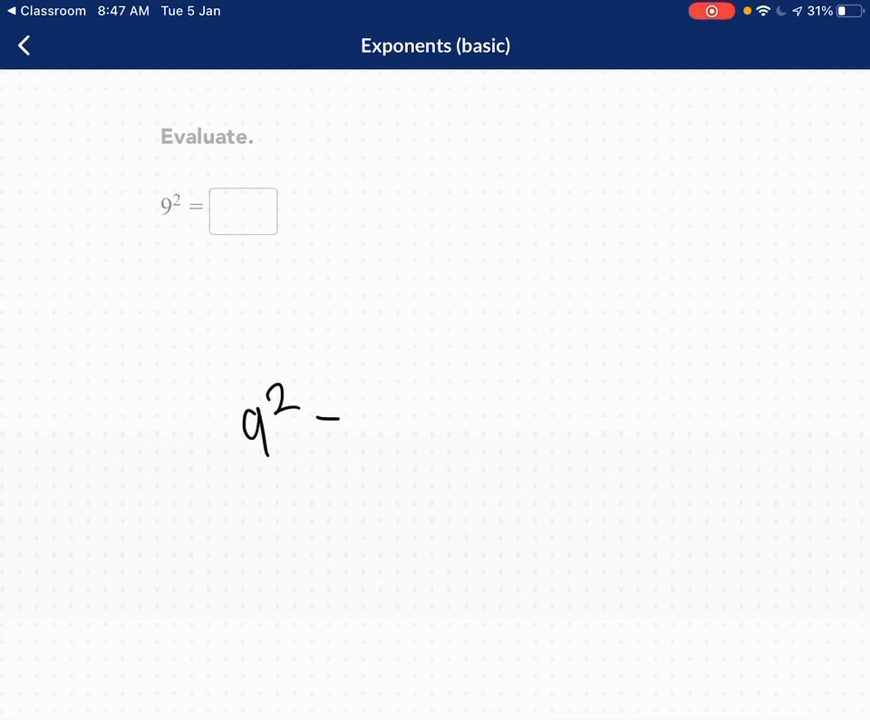 Classroom 8:47 AM Tue 5 Jan 31%
Exponents (basic)
Evaluate.
9² =
9² −